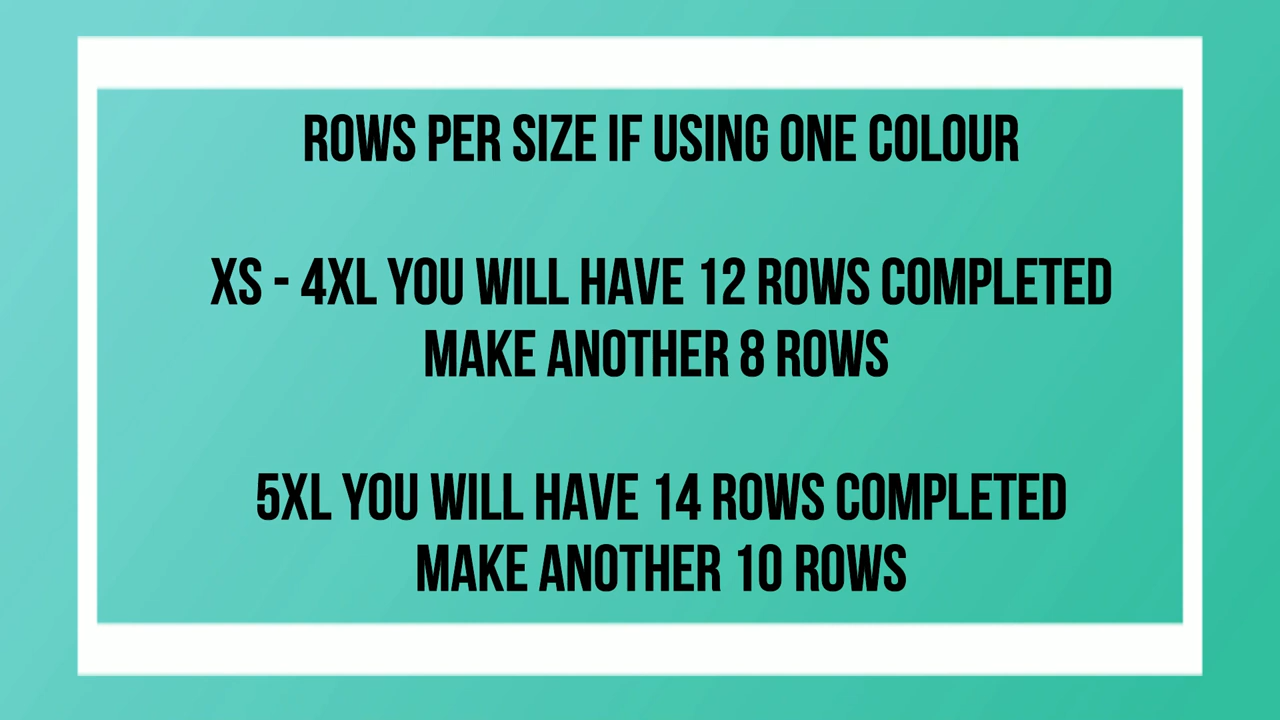 ROWS PER SIZE IF USING ONE COLOUR
XS - 4XL YOU WILL HAVE 12 ROWS COMPLETED
MAKE ANOTHER 8 ROWS
5XL YOU WILL HAVE 14 ROWS COMPLETED
MAKE ANOTHER 10 ROWS